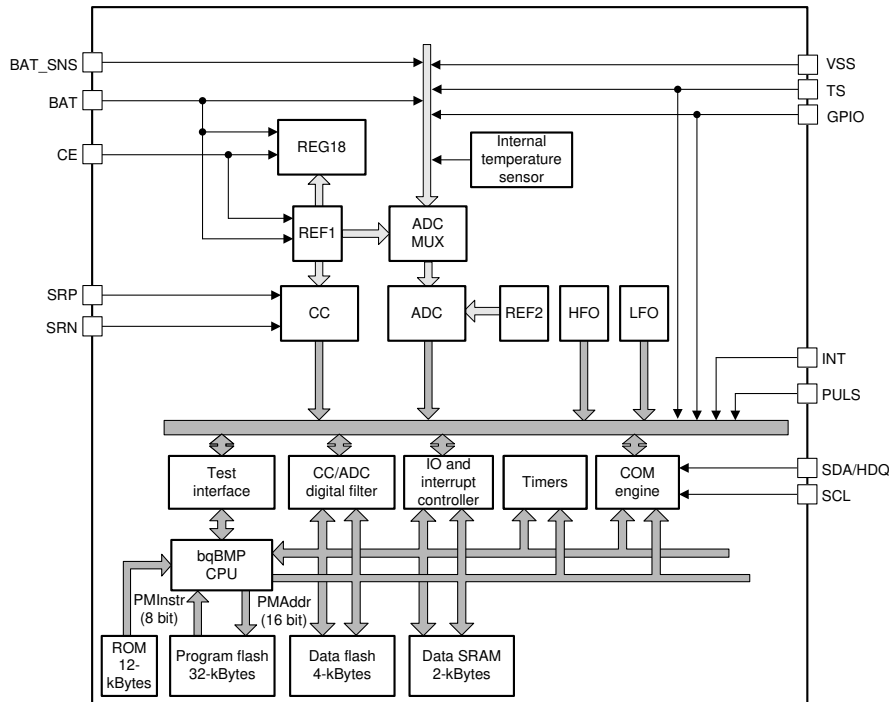 BAT_SNS
VSS
TS
BAT
GPIO
CE
REG18
Internal
temperature
sensor
REF1
ADC
MUX
SRP
SRN
CC
ADC
REF2
HFO
LFO
INT
PULS
Test
interface
CC/ADC
digital filter
IO and
interrupt
controller
Timers
COM
engine
SDA/HDQ
SCL
bqBMP
CPU
PMInstr
(8 bit)
PMAddr
(16 bit)
ROM
12-
kBytes
Program flash
32-kBytes
Data flash
4-kBytes
Data SRAM
2-kBytes